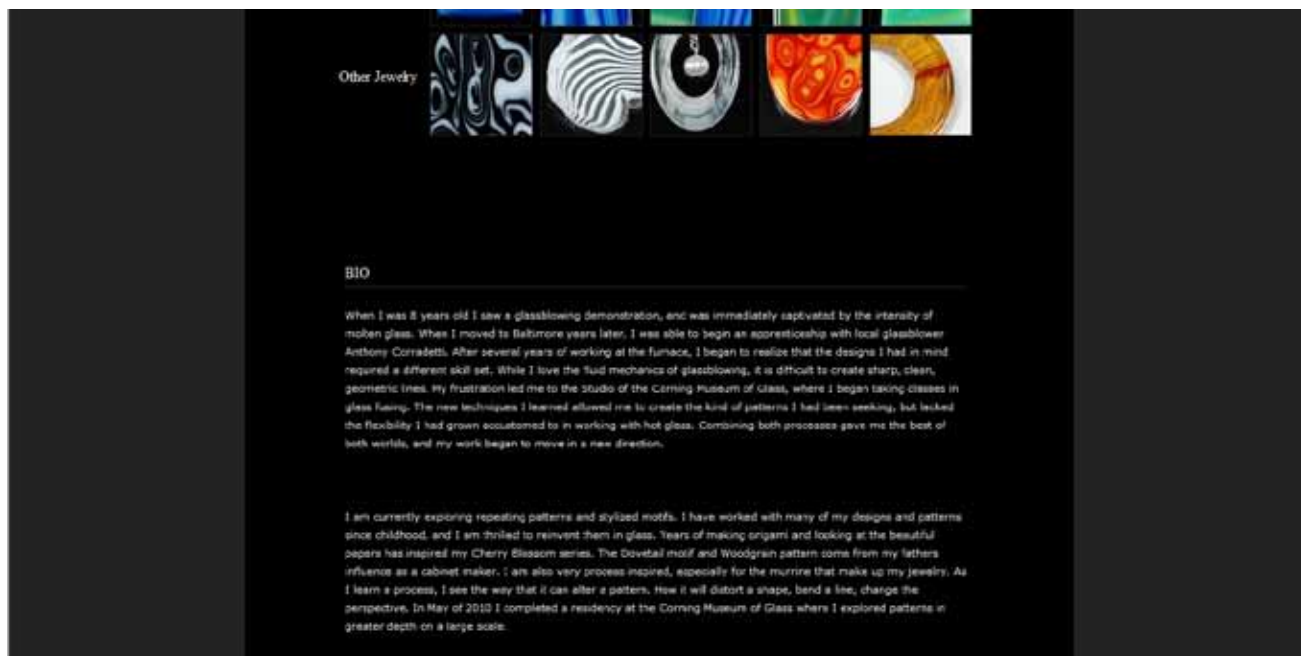 Other Jewelry
BIO
When I was 8 years old I saw a glassblowing demonstration, and was immediately captivated by the intensity of
molten glass. When I moved to Baltimore years later, I was able to begin an apprenticeship with local glassblower
Anthony Corradetti. After several years of working at the furnace, I began to realize that the designs I had in mind
required a different skill set. While I love the fluid mechanics of glassblowing, it is difficult to create sharp, clean,
geometric lines. My frustration led me to the Studio of the Corning Museum of Glass, where I began taking classes in
glass fusing. The new techniques I learned allowed me to create the kind of patterns I had been seeking, but lacked
the flexibility I had grown accustomed to in working with hot glass. Combining both processes gave me the best of
both worlds, and my work began to move in a new direction.
I am currently exploring repeating patterns and stylized motifs. I have worked with many of my designs and patterns
since childhood, and I am thrilled to reinvent them in glass. Years of making origami and looking at the beautiful
papers has inspired my Cherry Blossom series. The Dovetail motif and Woodgrain pattern come from my fathers
influence as a cabinet maker. I am also very process inspired, especially for the murrine that make up my jewelry. As
I learn a process, I see the way that it can alter a pattern. How it will distort a shape, bend a line, change the
perspective. In May of 2010 I completed a residency at the Corning Museum of Glass where I explored patterns in
greater depth on a large scale.